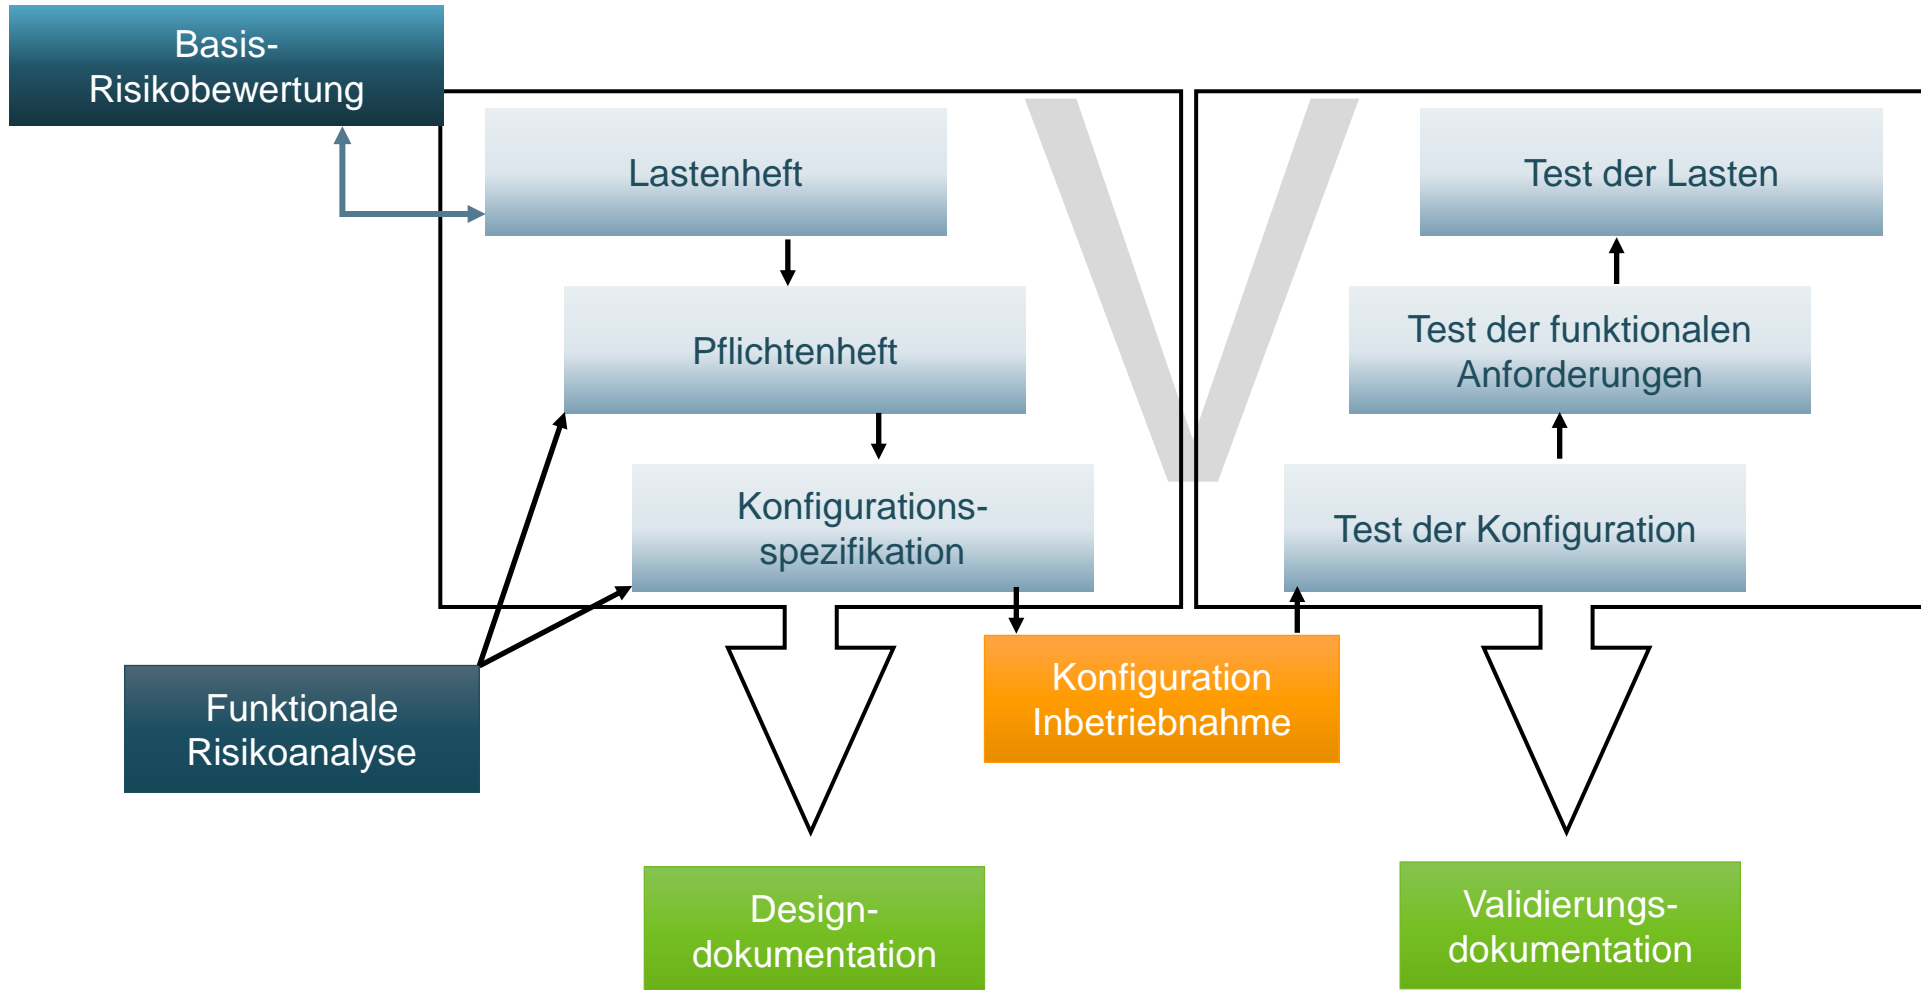 Basis-
Risikobewertung
Lastenheft
Pflichtenheft
Konfigurations-
spezifikation
Funktionale
Risikoanalyse
V
Test der Lasten
Test der funktionalen
Anforderungen
Test der Konfiguration
Konfiguration
Inbetriebnahme
Design-
dokumentation
Validierungs-
dokumentation